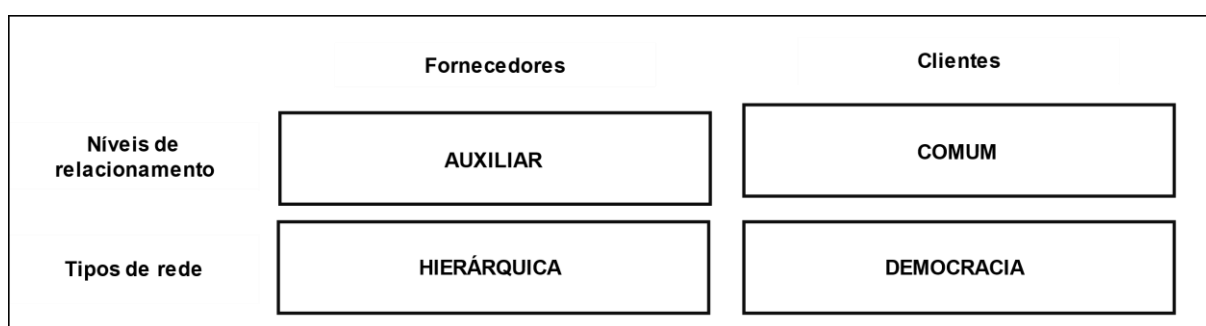 Fornecedores
Clientes
Níveis de
relacionamento
AUXILIAR
COMUM
Tipos de rede
HIERÁRQUICA
DEMOCRACIA